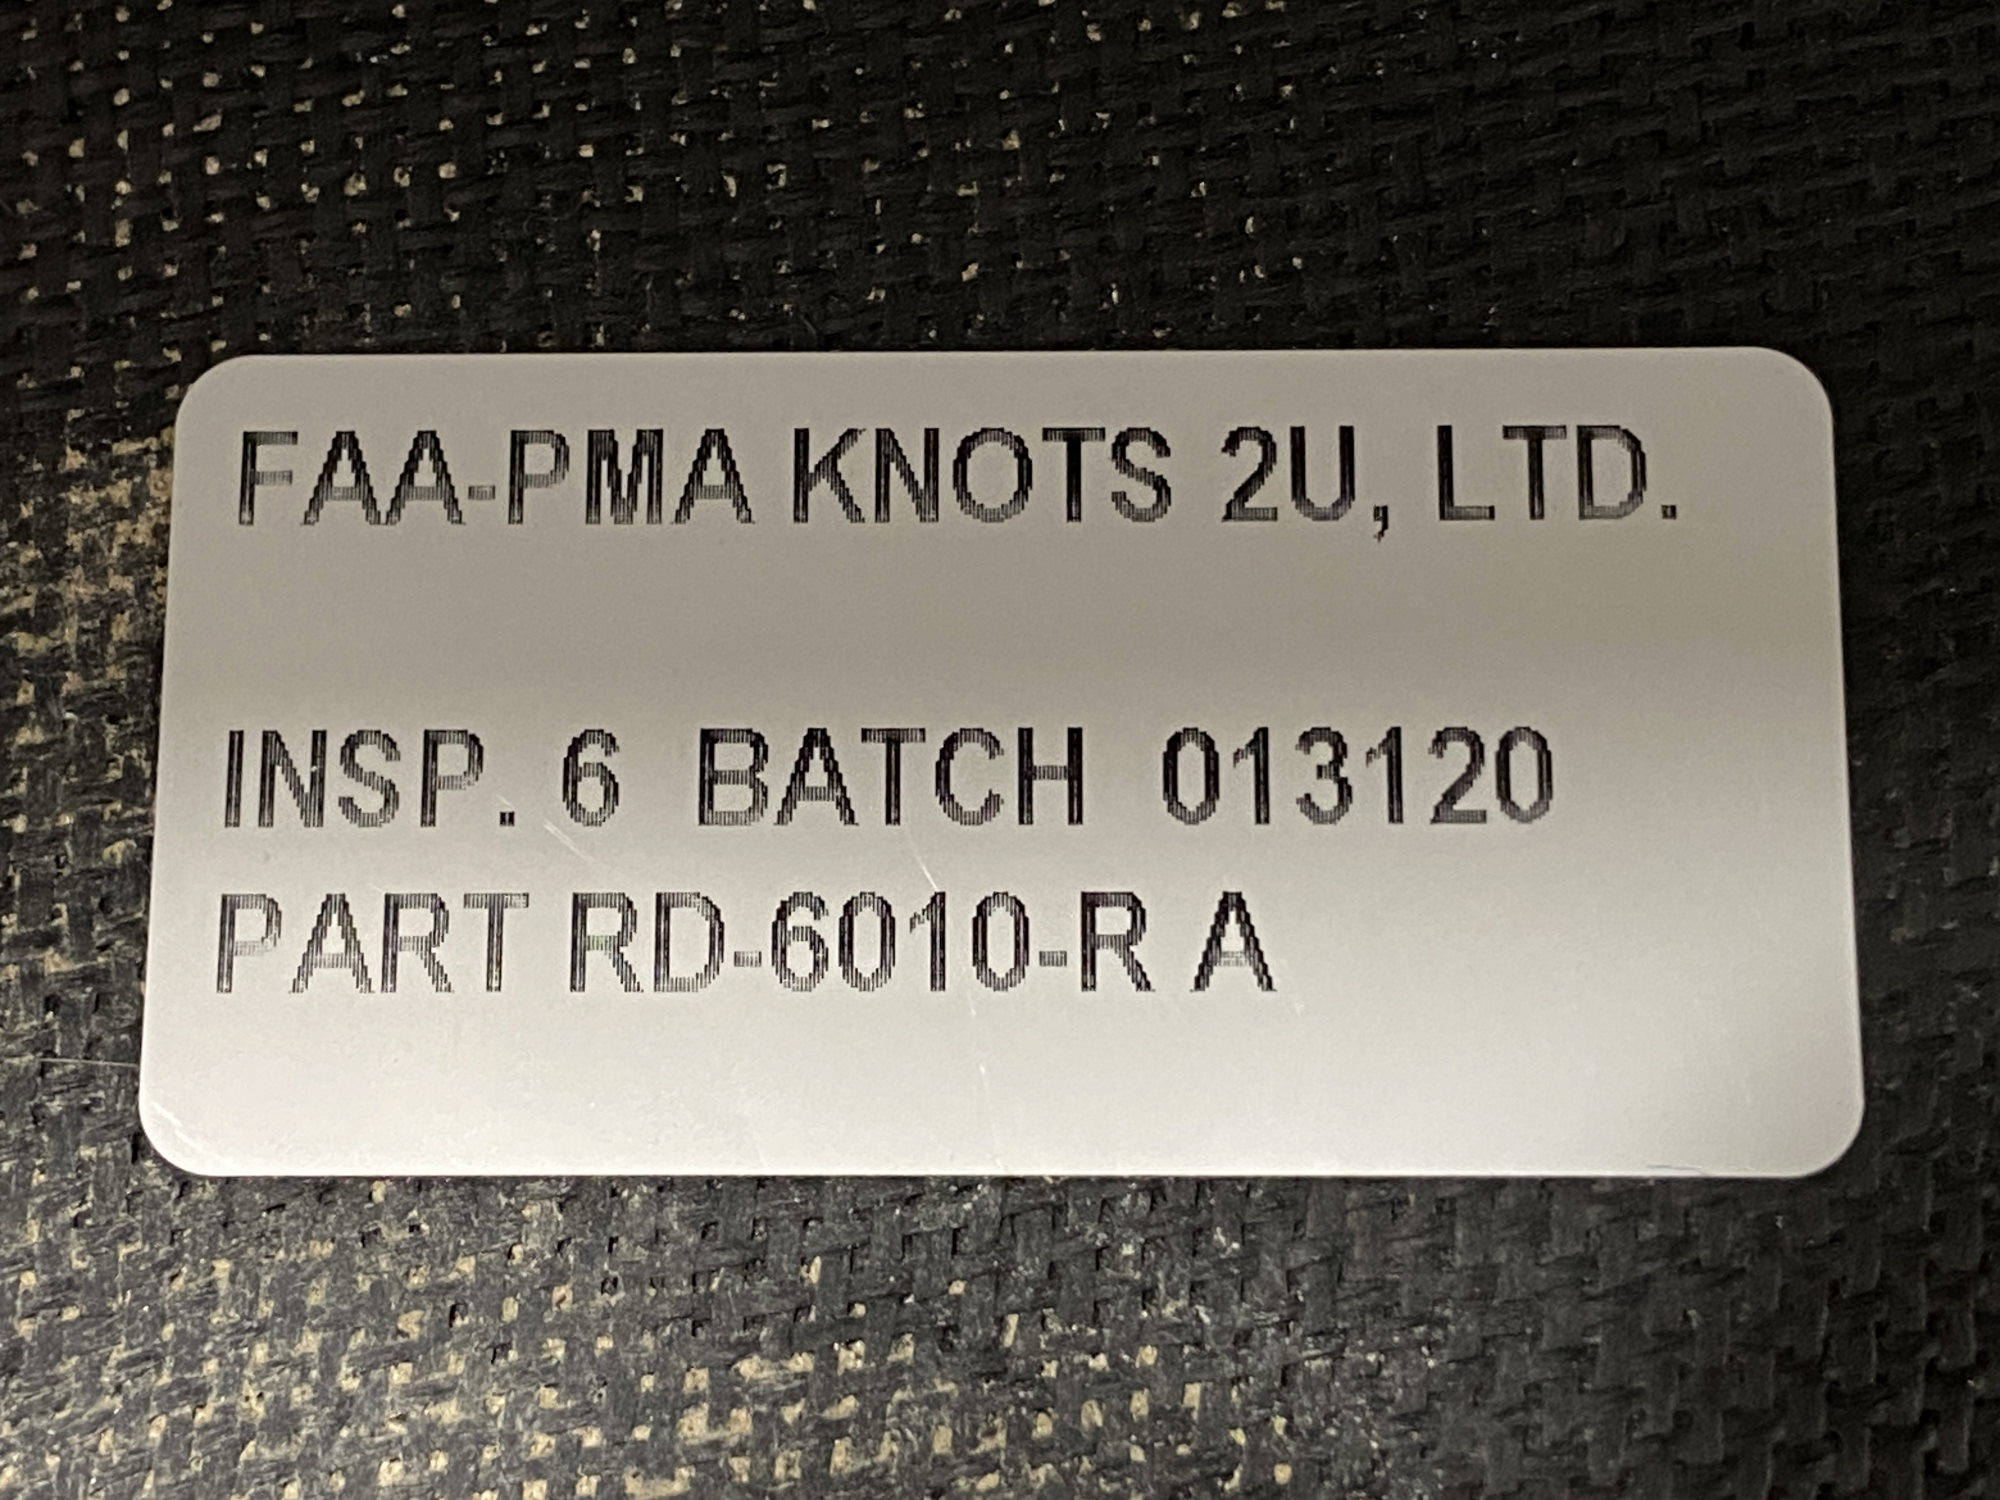 FAA-PMA KNOTS 2U, LTD.
INSP. 6 BATCH 013120
PART RD-6010-R A